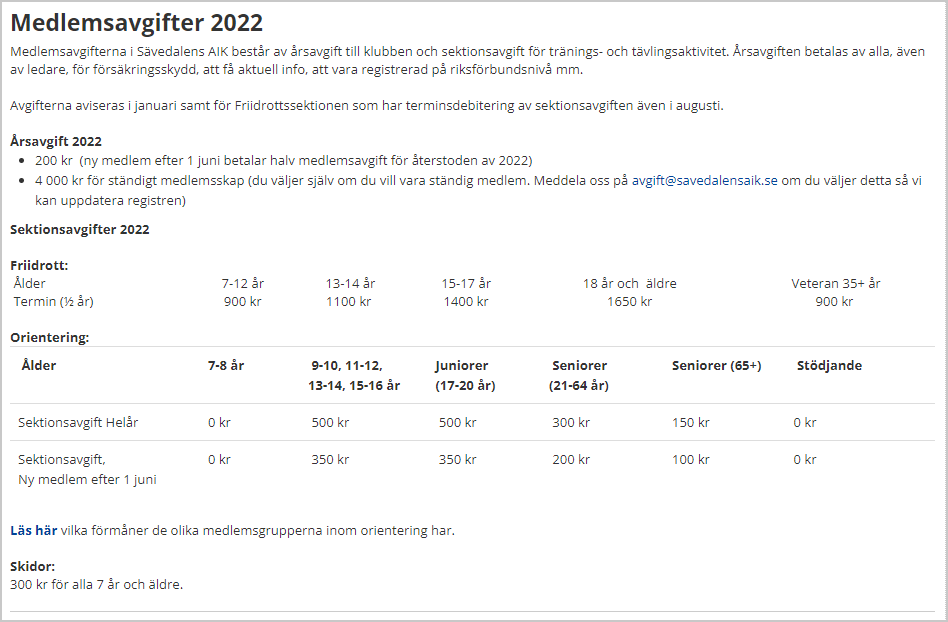 Medlemsavgifter 2022
Medlemsavgifterna i Sävedalens AIK består av årsavgift till klubben och sektionsavgift för tränings- och tävlingsaktivitet. Årsavgiften betalas av alla, även
av ledare, för försäkringsskydd, att få aktuell info, att vara registrerad på riksförbundsnivå mm.
Avgifterna aviseras i januari samt för Friidrottssektionen som har terminsdebitering av sektionsavgiften även i augusti.
Årsavgift 2022
• 200 kr (ny medlem efter 1 juni betalar halv medlemsavgift för återstoden av 2022)
• 4 000 kr för ständigt medlemsskap (du väljer själv om du vill vara ständig medlem. Meddela oss på avgift@savedalensaik.se om du väljer detta så vi
kan uppdatera registren)
Sektionsavgifter 2022
Friidrott:
Ålder 7-12 år 13-14 år 15-17 år 18 år och äldre Veteran 35+ år
Termin (½ år) 900 kr 1100 kr 1400 kr 1650 kr 900 kr
Orientering:
Ålder 7-8 år 9-10, 11-12, Juniorer Seniorer Seniorer (65+) Stödjande
13-14, 15-16 år (17-20 år) (21-64 år)
Sektionsavgift Helår 0 kr 500 kr 500 kr 300 kr 150 kr 0 kr
Sektionsavgift, 0 kr 350 kr 350 kr 200 kr 100 kr 0 kr
Ny medlem efter 1 juni
Läs här vilka förmåner de olika medlemsgrupperna inom orientering har.
Skidor:
300 kr för alla 7 år och äldre.